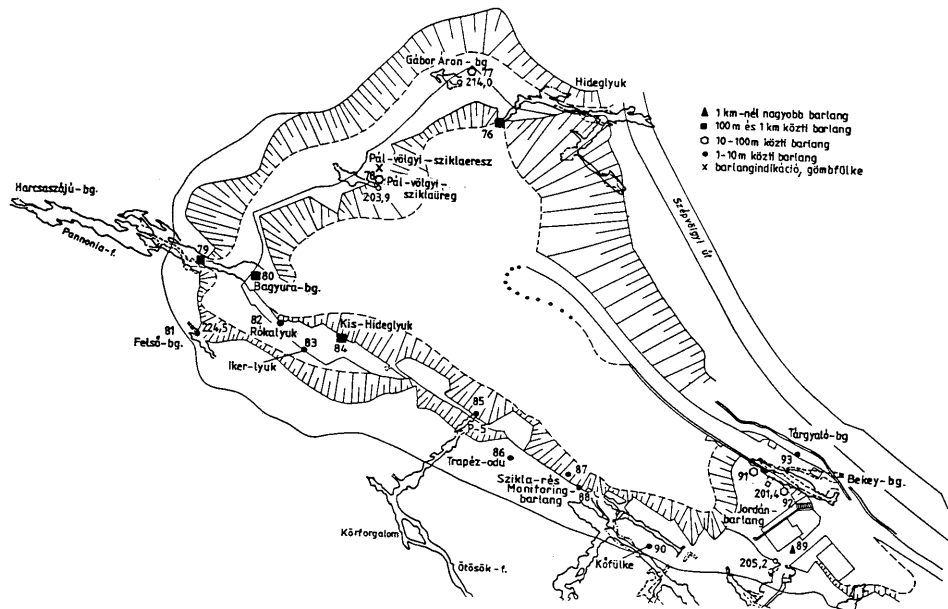 Gábor Áron-bg
77
214,0
Hideglyuk
76
▲ 1 km-nél nagyobb barlang
■ 100m és 1 km közti barlang
○ 10-100m közti barlang
● 1-10m közti barlang
x barlangindikáció, gömbfülke
Pál-völgyi-sziklaeresz
78
Pál-völgyi-
sziklaüreg
203,9
Harcsaszájú-bg.
Pannonia-f.
Szépvölgyi út
79
80
Bagyura-bg.
81
224,5
Felső-bg.
82
Rókalyuk
83
Iker-lyuk
Kis-Hideglyuk
84
85
P-5
86
Trapéz-odu
87
Szikla-rés
Monitoring-
barlang
88
Tárgyaló-bg
93
91
Bekey-bg.
201,4
92
Jordán-
barlang
89
90
Kőfülke
205,2
Körforgalom
Ötösök-f.